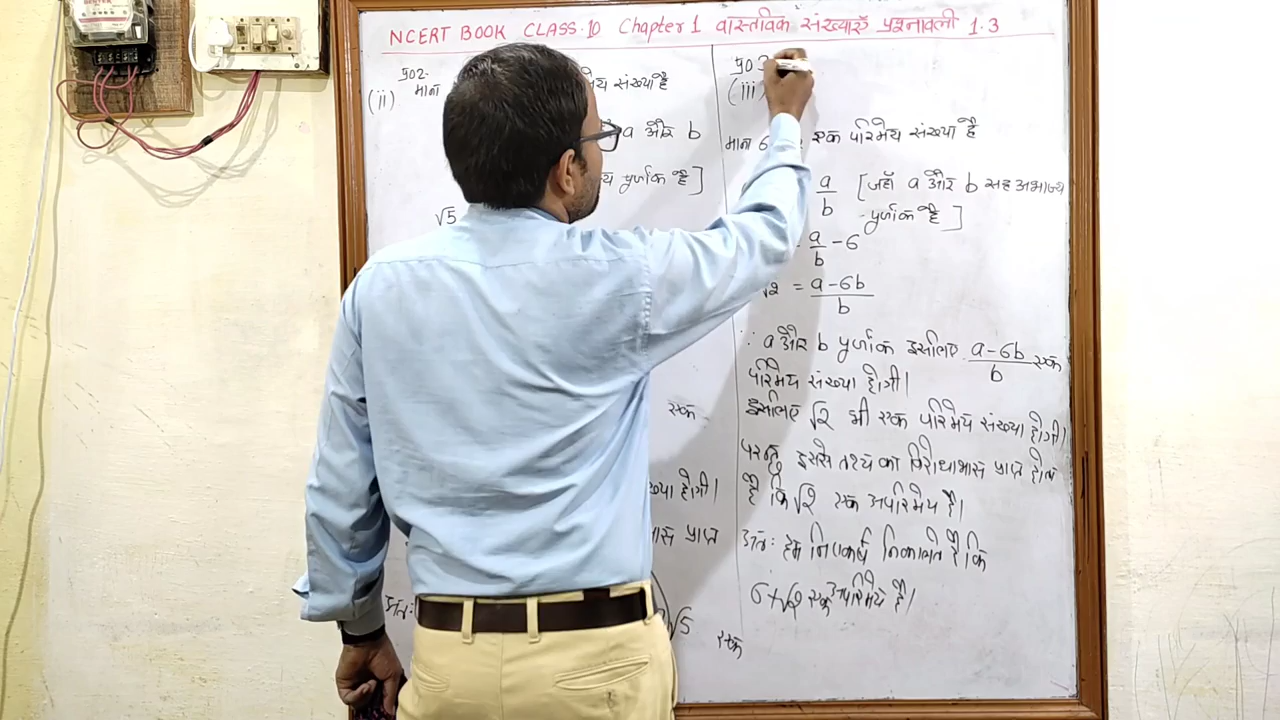 NCERT BOOK CLASS.10 Chapter 1 वास्तविक संख्याएँ प्रश्नावली 1.3
प्र02.
(ii) माना संख्या है
a और b
पूर्णांक है]
√5
एक
होगी।
प्राप्त
अतः
√5 एक
प्र03
(iii)
माना 6 एक परिमेय संख्या है
a/b [जहाँ a और b सह अभाज्य
पूर्णांक है]
a/b - 6
√2 = a-6b/b
∵ a और b पूर्णांक इसलिए a-6b/b एक
परिमेय संख्या होगी।
इसलिए √2 भी एक परिमेय संख्या होगी।
परन्तु इससे तथ्य का विरोधाभास प्राप्त होता
है कि √2 एक अपरिमेय है।
अतः हम निष्कर्ष निकालते है कि
6+√2 एक अपरिमेय है।